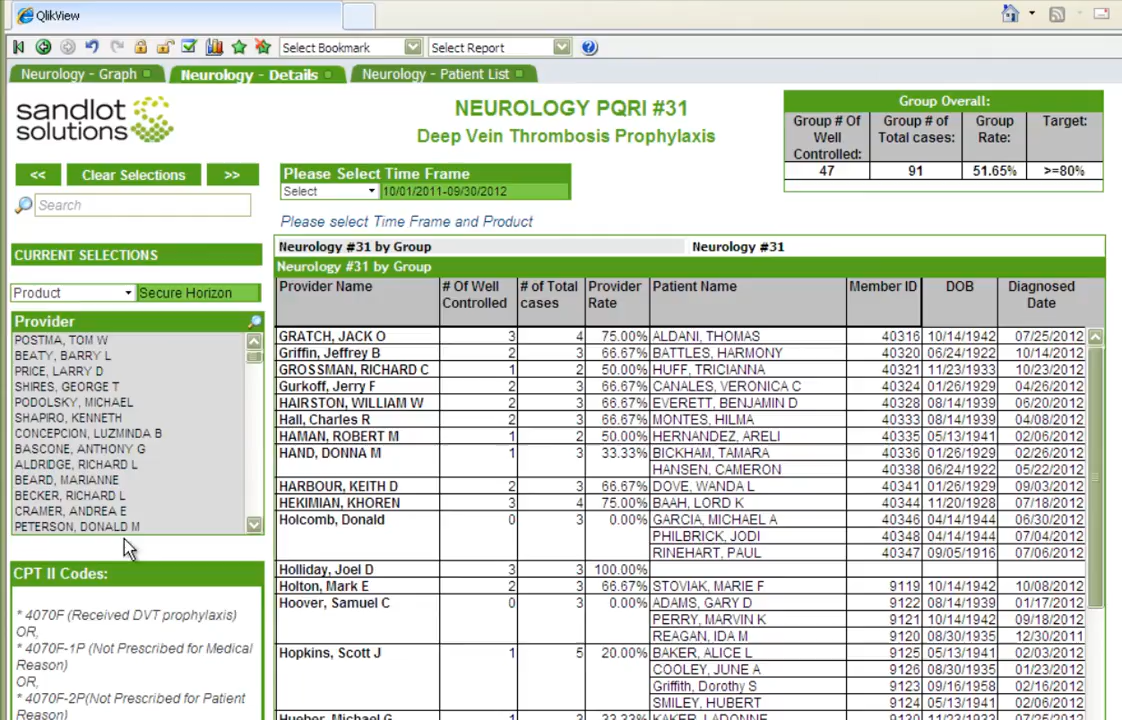 QlikView
Select Bookmark Select Report
Neurology - Graph Neurology - Details Neurology - Patient List
sandlot
solutions
NEUROLOGY PQRI #31
Deep Vein Thrombosis Prophylaxis
Group Overall:
Group # Of Well Controlled: Group # of Total cases: Group Rate: Target:
47 91 51.65% >=80%
<< Clear Selections >>
Search
Please Select Time Frame
Select 10/01/2011-09/30/2012
Please select Time Frame and Product
CURRENT SELECTIONS
Product Secure Horizon
Provider
POSTMA, TOM W
BEATY, BARRY L
PRICE, LARRY D
SHIRES, GEORGE T
PODOLSKY, MICHAEL
SHAPIRO, KENNETH
CONCEPCION, LUZMINDA B
BASCONE, ANTHONY G
ALDRIDGE, RICHARD L
BEARD, MARIANNE
BECKER, RICHARD L
CRAMER, ANDREA E
PETERSON, DONALD M
CPT II Codes:
* 4070F (Received DVT prophylaxis)
OR,
* 4070F-1P (Not Prescribed for Medical
Reason)
OR,
* 4070F-2P(Not Prescribed for Patient
Reason)
Neurology #31 by Group Neurology #31
Neurology #31 by Group
Provider Name # Of Well Controlled # of Total cases Provider Rate Patient Name Member ID DOB Diagnosed Date
GRATCH, JACK O 3 4 75.00% ALDANI, THOMAS 40316 10/14/1942 07/25/2012
Griffin, Jeffrey B 2 3 66.67% BATTLES, HARMONY 40320 06/24/1922 10/14/2012
GROSSMAN, RICHARD C 1 2 50.00% HUFF, TRICIANNA 40321 11/23/1933 10/23/2012
Gurkoff, Jerry F 2 3 66.67% CANALES, VERONICA C 40324 01/26/1929 04/26/2012
HAIRSTON, WILLIAM W 2 3 66.67% EVERETT, BENJAMIN D 40328 08/14/1939 06/20/2012
Hall, Charles R 2 3 66.67% MONTES, HILMA 40333 08/14/1939 04/08/2012
HAMAN, ROBERT M 1 2 50.00% HERNANDEZ, ARELI 40335 05/13/1941 02/06/2012
HAND, DONNA M 1 3 33.33% BICKHAM, TAMARA 40336 01/26/1929 02/26/2012
HANSEN, CAMERON 40338 06/24/1922 05/22/2012
HARBOUR, KEITH D 2 3 66.67% DOVE, WANDA L 40341 01/26/1929 09/03/2012
HEKIMIAN, KHOREN 3 4 75.00% BAAH, LORD K 40344 11/20/1928 07/18/2012
Holcomb, Donald 0 3 0.00% GARCIA, MICHAEL A 40346 04/14/1944 06/30/2012
PHILBRICK, JODI 40348 04/14/1944 07/04/2012
RINEHART, PAUL 40347 09/05/1916 07/06/2012
Holliday, Joel D 3 3 100.00%
Holton, Mark E 2 3 66.67% STOVIAK, MARIE F 9119 10/14/1942 10/08/2012
Hoover, Samuel C 0 3 0.00% ADAMS, GARY D 9122 08/14/1939 01/17/2012
PERRY, MARVIN K 9121 10/14/1942 09/18/2012
REAGAN, IDA M 9120 08/30/1935 12/30/2011
Hopkins, Scott J 1 5 20.00% BAKER, ALICE L 9125 05/13/1941 02/03/2012
COOLEY, JUNE A 9126 08/30/1935 01/23/2012
Griffith, Dorothy S 9123 09/16/1958 02/16/2012
SMILEY, HUBERT 9124 10/14/1942 02/15/2012
Hueber, Michael G 1 3 33.33% KAKER, LADONNE 9130 11/23/1933